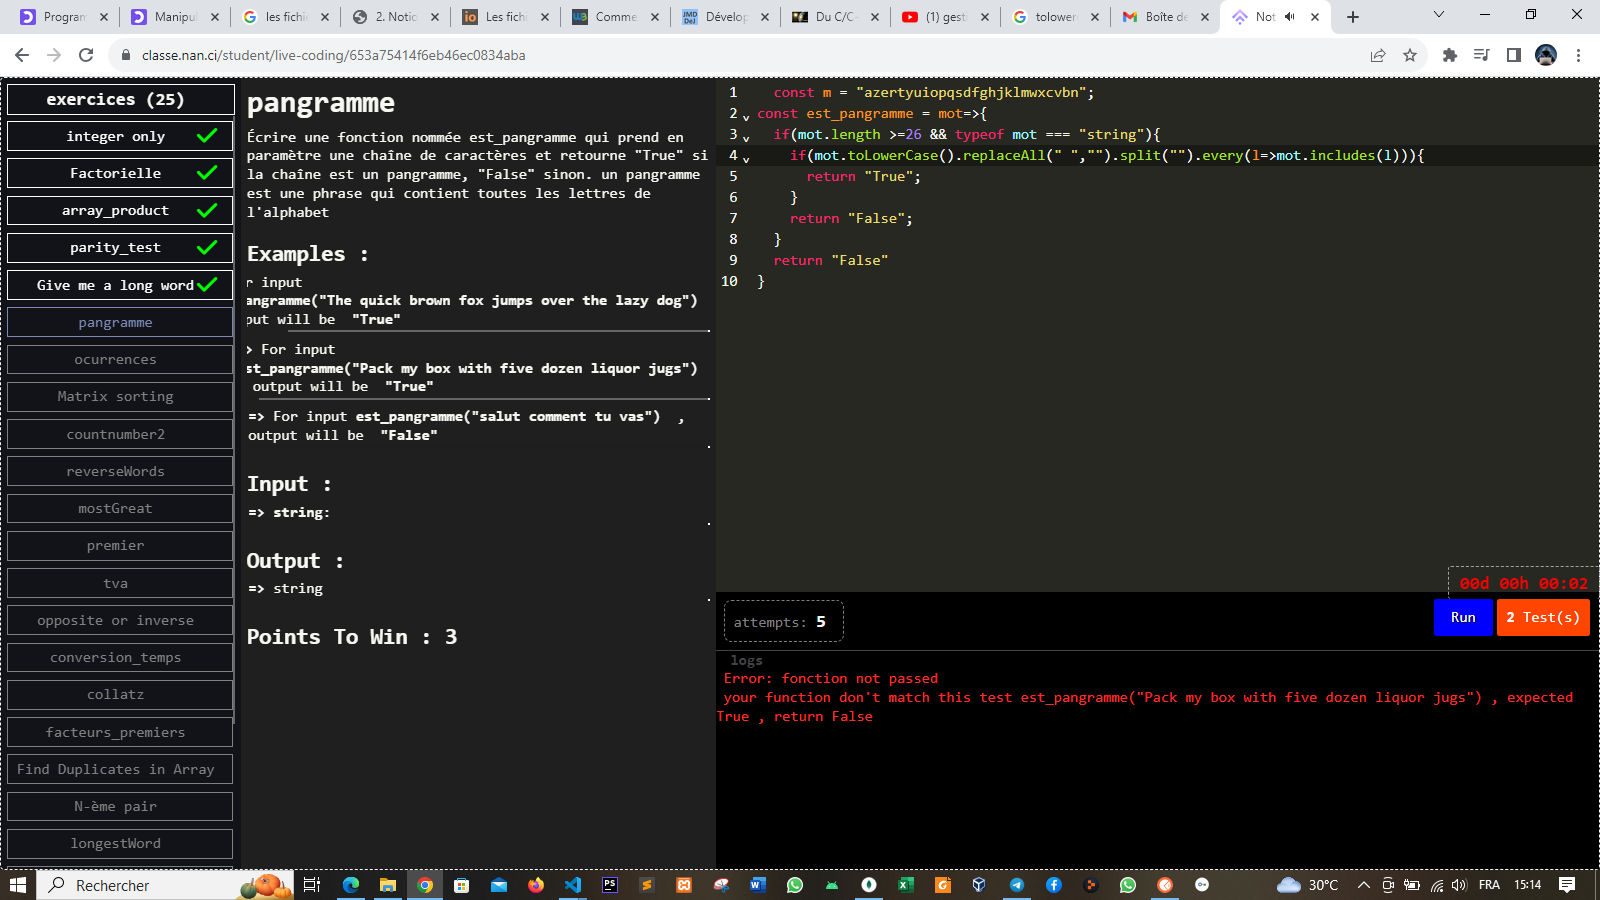 Program
Manipul
les fichie
2. Notio
Les fichi
Comme
Dévelop
Du C/C-
(1) gesti
tolower
Boîte de
Not
classe.nan.ci/student/live-coding/653a75414f6eb46ec0834aba
exercices (25)
integer only
Factorielle
array_product
parity_test
Give me a long word
pangramme
ocurrences
Matrix sorting
countnumber2
reverseWords
mostGreat
premier
tva
opposite or inverse
conversion_temps
collatz
facteurs_premiers
Find Duplicates in Array
N-ème pair
longestWord
pangramme
Écrire une fonction nommée est_pangramme qui prend en
paramètre une chaîne de caractères et retourne "True" si
la chaîne est un pangramme, "False" sinon. un pangramme
est une phrase qui contient toutes les lettres de
l'alphabet
Examples :
r input
angramme("The quick brown fox jumps over the lazy dog")
put will be "True"
> For input
st_pangramme("Pack my box with five dozen liquor jugs")
output will be "True"
=> For input est_pangramme("salut comment tu vas") ,
output will be "False"
Input :
=> string:
Output :
=> string
Points To Win : 3
1 const m = "azertyuiopqsdfghjklmwxcvbn";
2 const est_pangramme = mot=>{
3 if(mot.length >=26 && typeof mot === "string"){
4 if(mot.toLowerCase().replaceAll(" ","").split("").every(l=>mot.includes(l))){
5 return "True";
6 }
7 return "False";
8 }
9 return "False"
10 }
00d 00h 00:02
attempts: 5
Run
2 Test(s)
logs
Error: fonction not passed
your function don't match this test est_pangramme("Pack my box with five dozen liquor jugs") , expected
True , return False
Rechercher
30°C
FRA
15:14